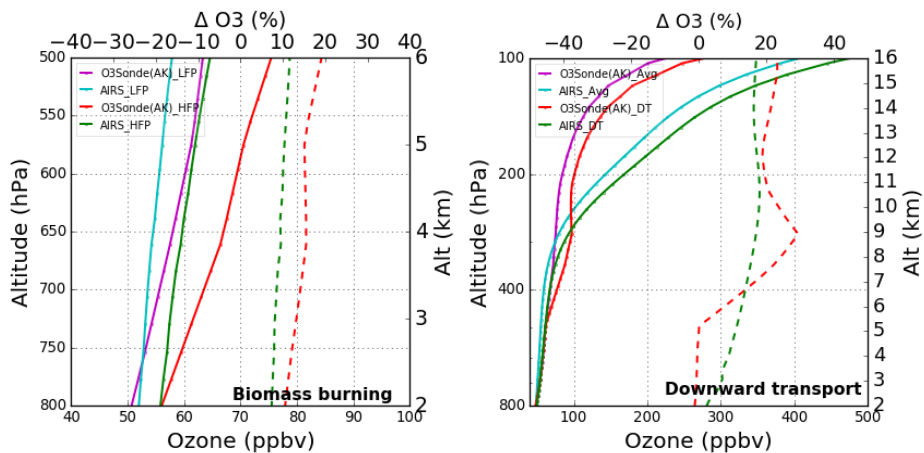 Δ O3 (%)
−40 −30 −20 −10 0 10 20 30 40
500
550
600
650
700
750
800
Altitude (hPa)
O3Sonde(AK)_LFP
AIRS_LFP
O3Sonde(AK)_HFP
AIRS_HFP
Biomass burning
6
5
4
3
2
Alt (km)
40 50 60 70 80 90 100
Ozone (ppbv)
Δ O3 (%)
−40 −20 0 20 40
100
200
400
800
Altitude (hPa)
O3Sonde(AK)_Avg
AIRS_Avg
O3Sonde(AK)_DT
AIRS_DT
Downward transport
16
15
14
13
12
11
10
9
8
7
6
5
4
3
2
Alt (km)
100 200 300 400 500
Ozone (ppbv)